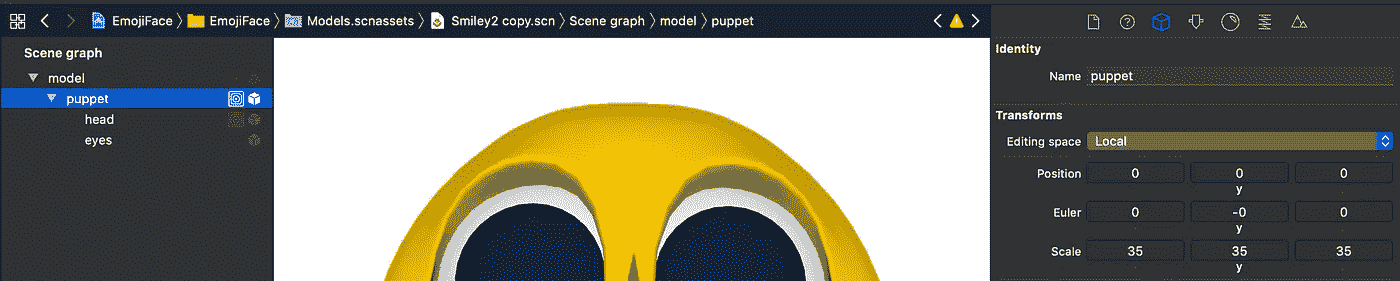 EmojiFace EmojiFace Models.scnassets Smiley2 copy.scn Scene graph model puppet
Scene graph
model
puppet
head
eyes
Identity
Name puppet
Transforms
Editing space Local
Position 0 0 0
y
Euler 0 -0 0
y
Scale 35 35 35
y